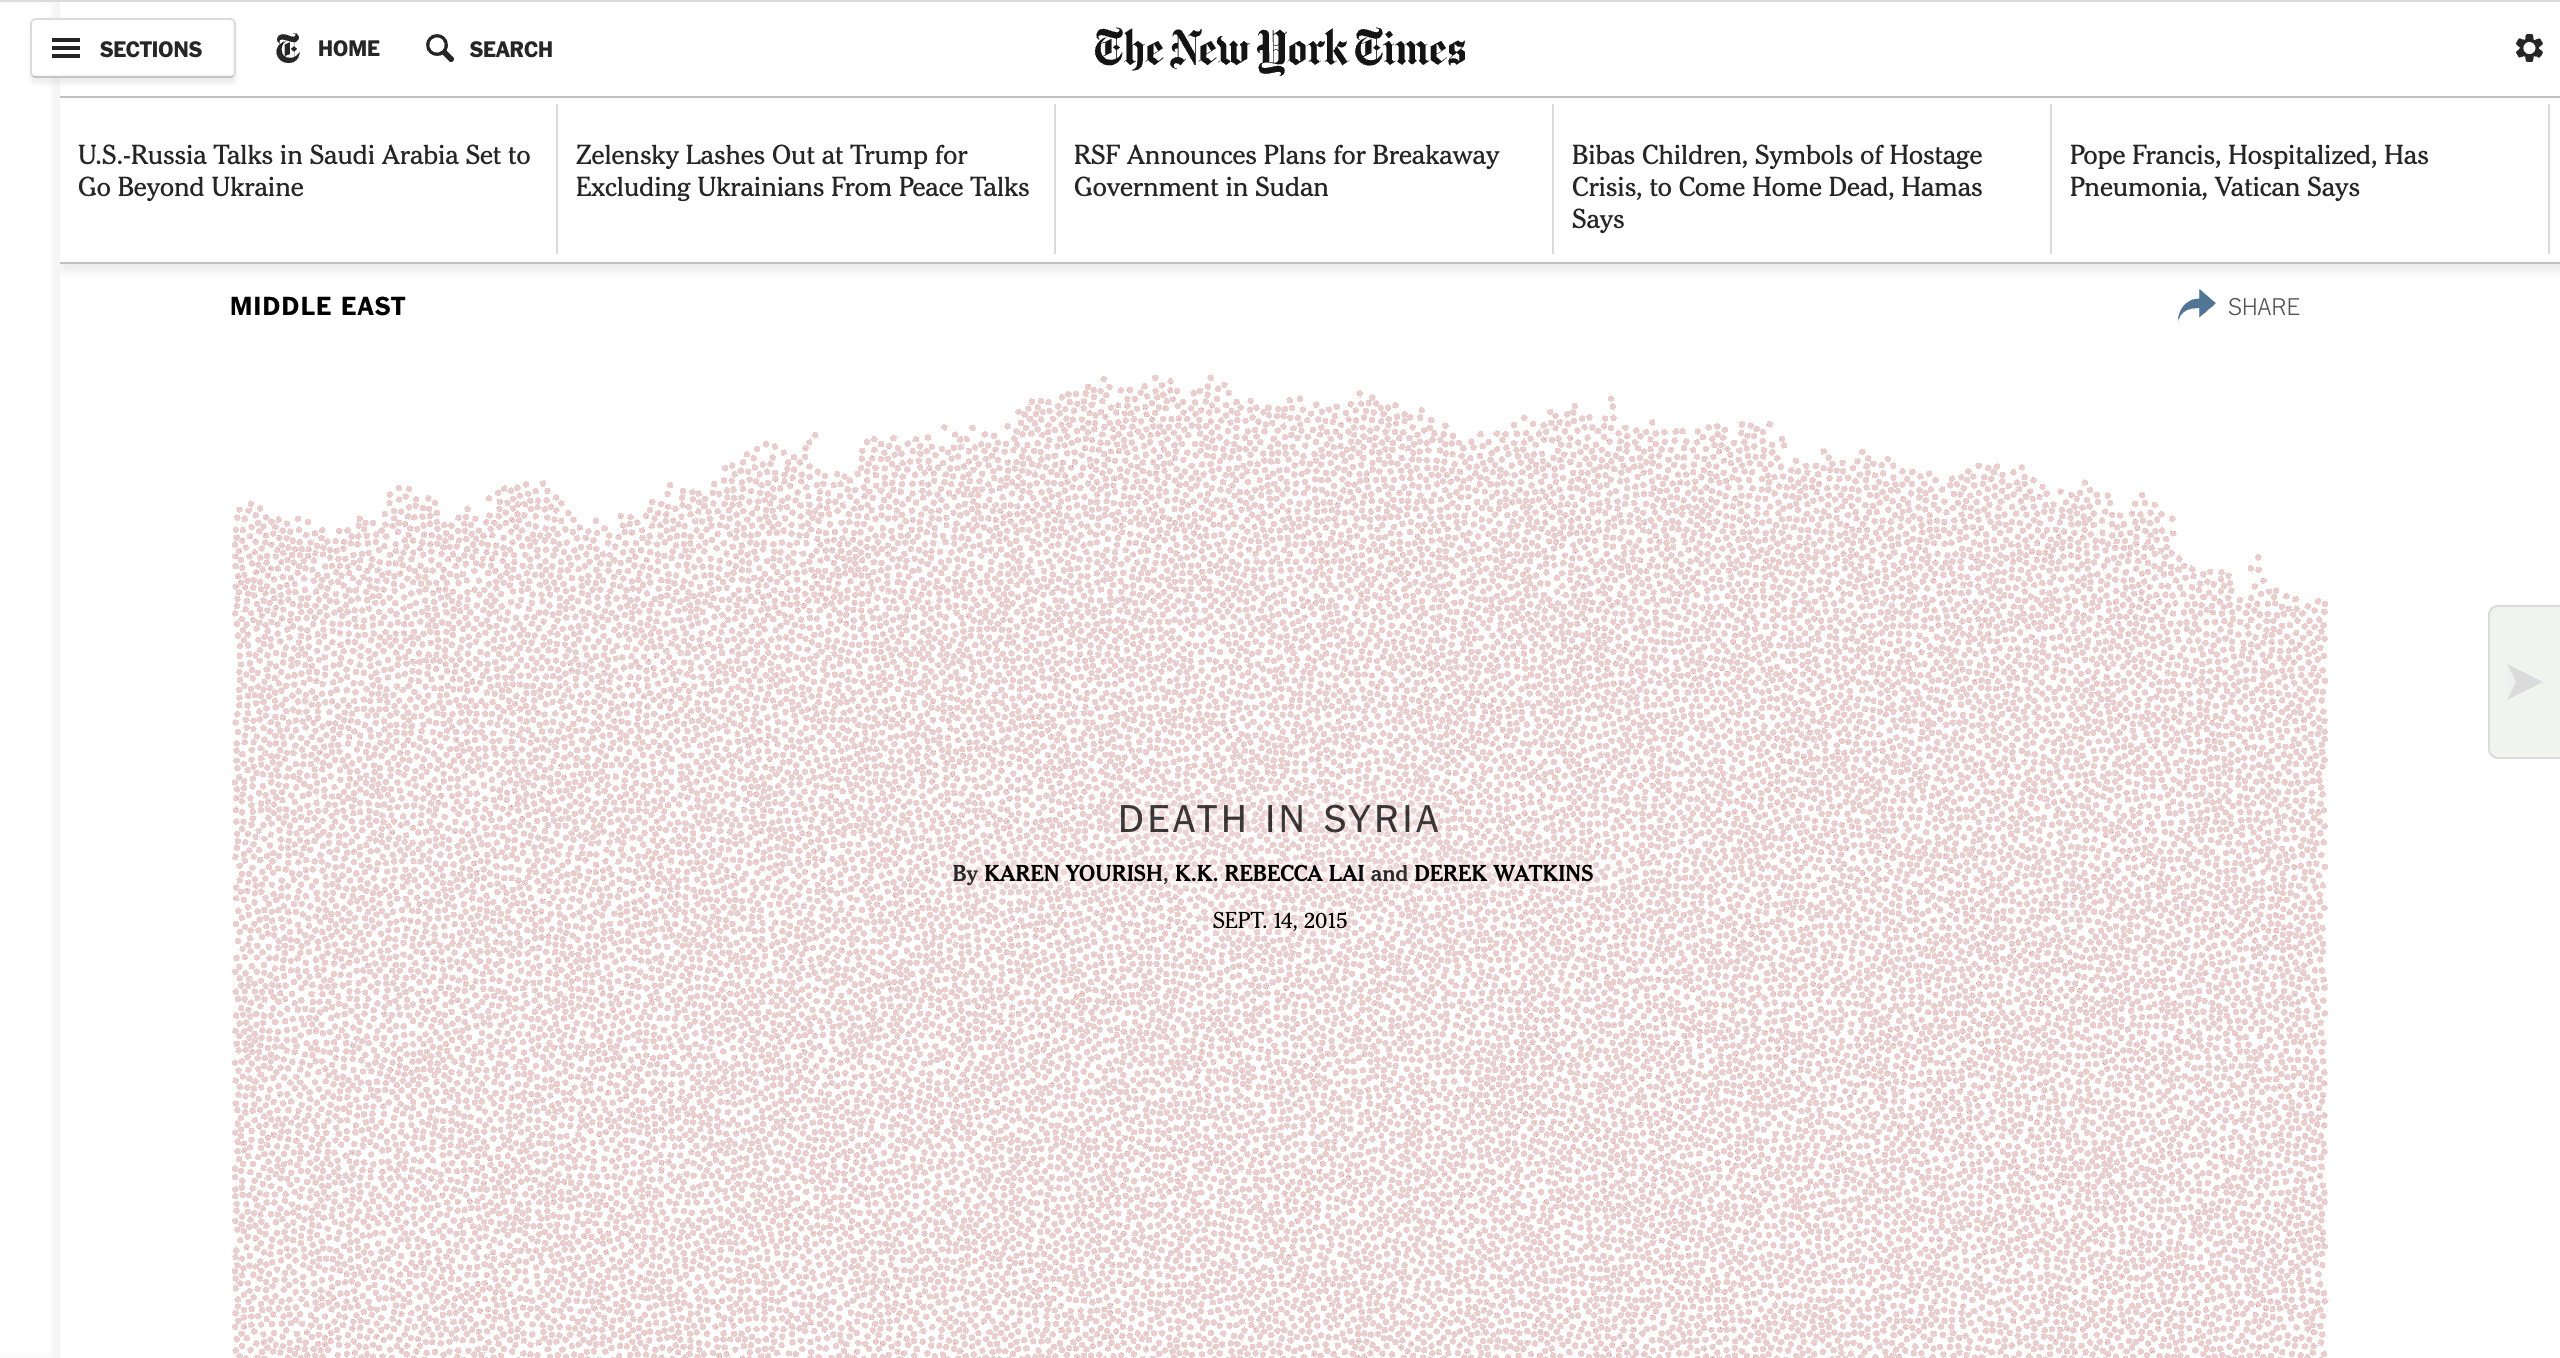 SECTIONS
HOME
SEARCH
The New York Times
U.S.-Russia Talks in Saudi Arabia Set to
Go Beyond Ukraine
Zelensky Lashes Out at Trump for
Excluding Ukrainians From Peace Talks
RSF Announces Plans for Breakaway
Government in Sudan
Bibas Children, Symbols of Hostage
Crisis, to Come Home Dead, Hamas
Says
Pope Francis, Hospitalized, Has
Pneumonia, Vatican Says
MIDDLE EAST
SHARE
DEATH IN SYRIA
By KAREN YOURISH, K.K. REBECCA LAI and DEREK WATKINS
SEPT. 14, 2015